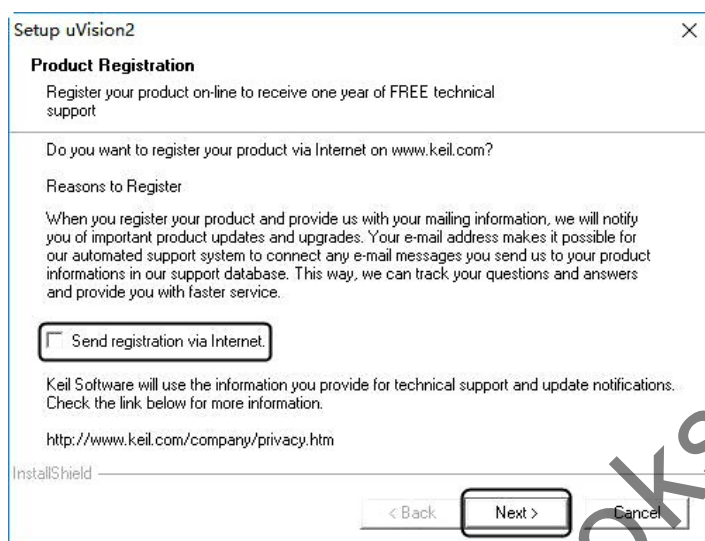 Setup uVision2
Product Registration
Register your product on-line to receive one year of FREE technical
support
Do you want to register your product via Internet on www.keil.com?
Reasons to Register
When you register your product and provide us with your mailing information, we will notify
you of important product updates and upgrades. Your e-mail address makes it possible for
our automated support system to connect any e-mail messages you send us to your product
informations in our support database. This way, we can track your questions and answers
and provide you with faster service.
Send registration via Internet.
Keil Software will use the information you provide for technical support and update notifications.
Check the link below for more information.
http://www.keil.com/company/privacy.htm
InstallShield
< Back Next > Cancel